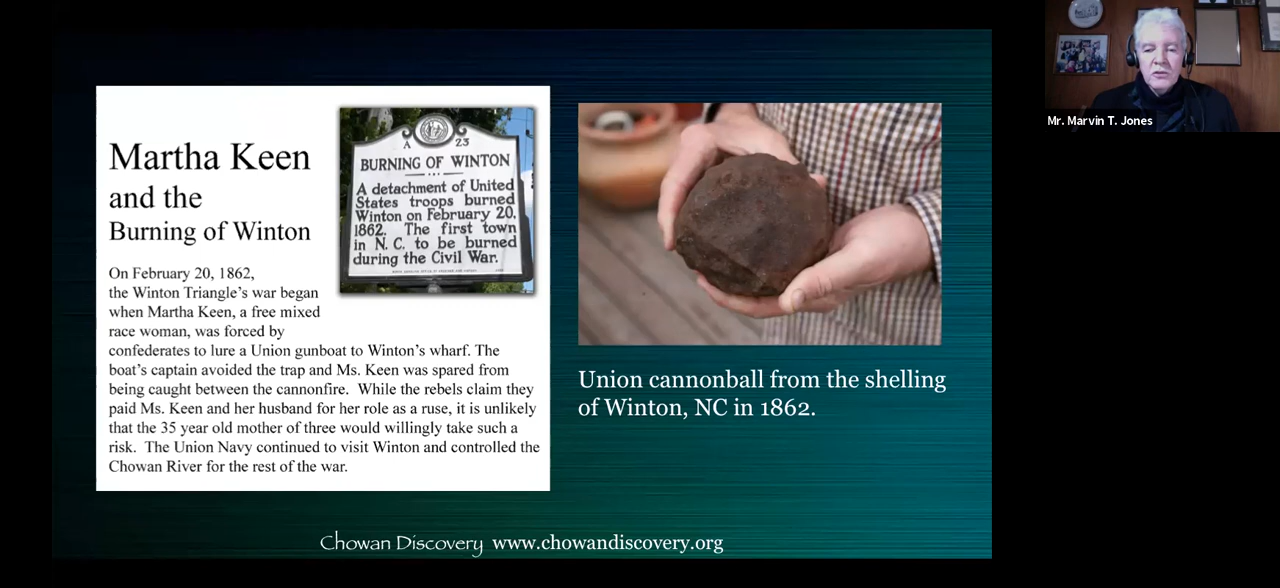 Martha Keen
and the
Burning of Winton
A 23
BURNING OF WINTON
A detachment of United
States troops burned
Winton on February 20,
1862. The first town
in N. C. to be burned
during the Civil War.
On February 20, 1862,
the Winton Triangle's war began
when Martha Keen, a free mixed
race woman, was forced by
confederates to lure a Union gunboat to Winton's wharf. The
boat's captain avoided the trap and Ms. Keen was spared from
being caught between the cannonfire. While the rebels claim they
paid Ms. Keen and her husband for her role as a ruse, it is unlikely
that the 35 year old mother of three would willingly take such a
risk. The Union Navy continued to visit Winton and controlled the
Chowan River for the rest of the war.
Union cannonball from the shelling
of Winton, NC in 1862.
Chowan Discovery www.chowandiscovery.org
Mr. Marvin T. Jones